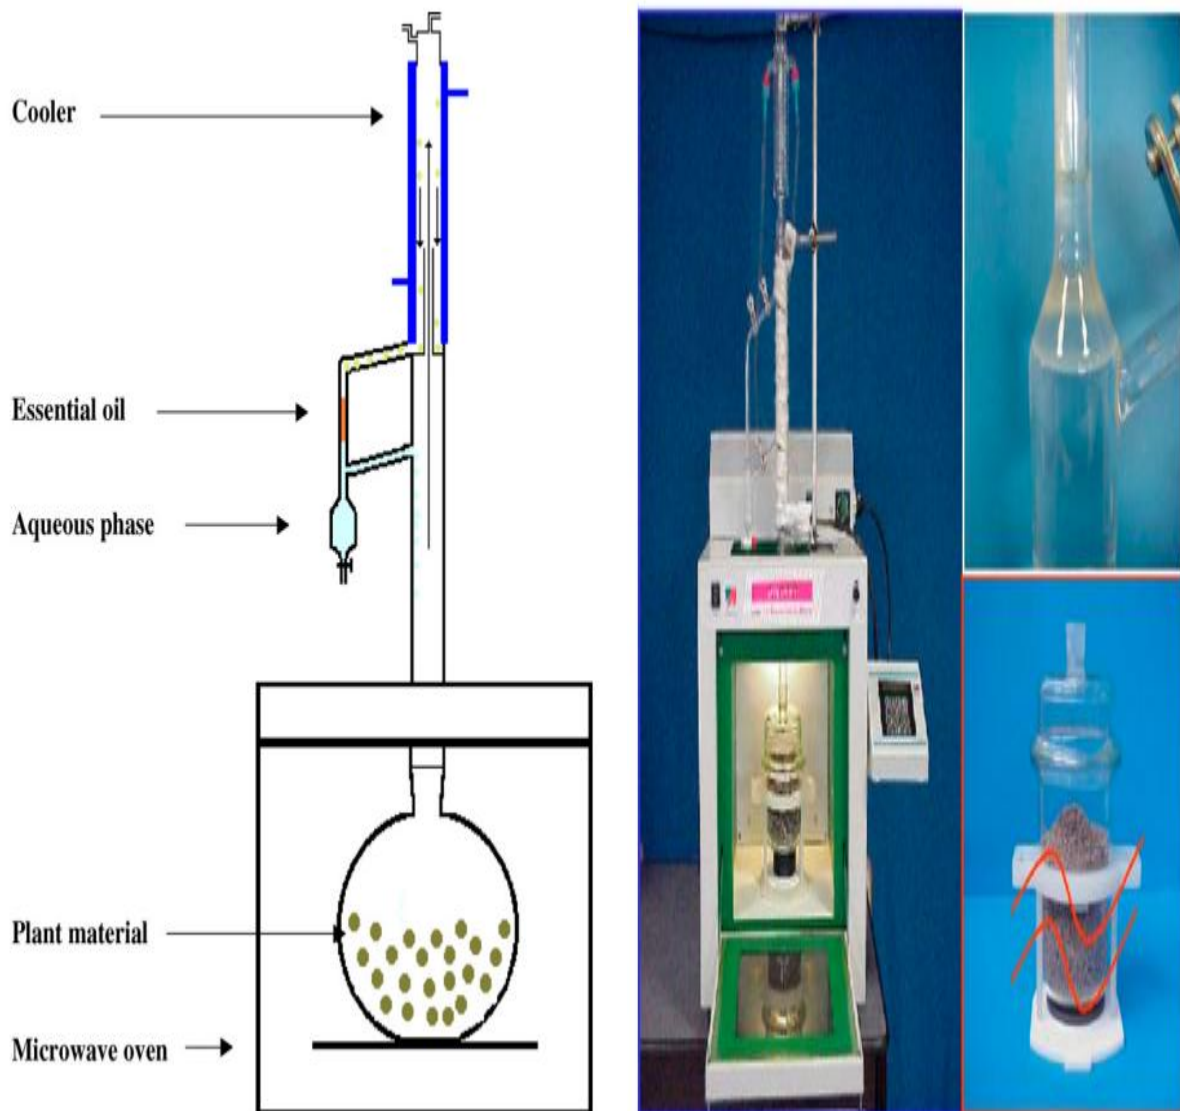 Cooler
Essential oil
Aqueous phase
Plant material
Microwave oven